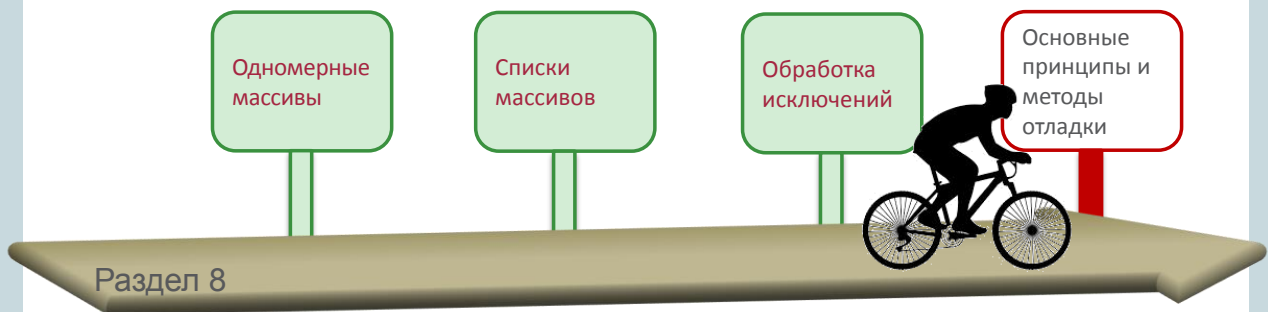 Одномерные
массивы
Списки
массивов
Обработка
исключений
Основные
принципы и
методы
отладки
Раздел 8